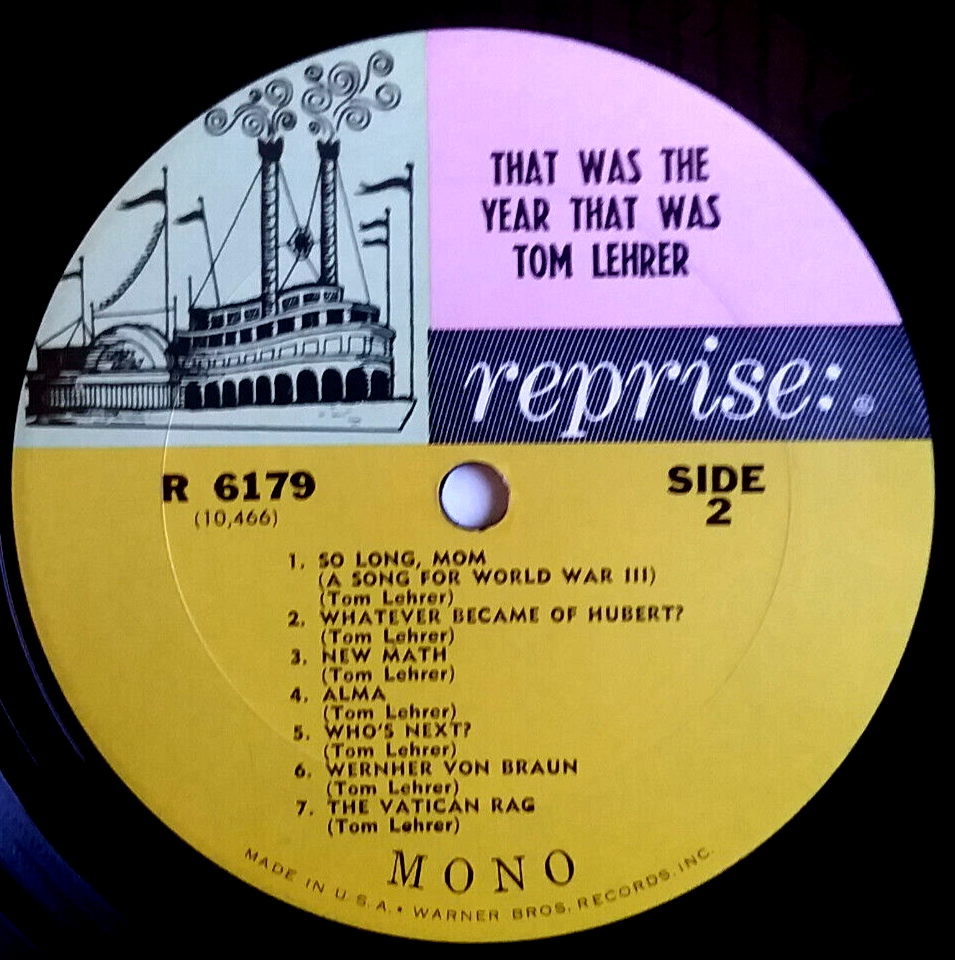 THAT WAS THE
YEAR THAT WAS
TOM LEHRER
reprise: ®
R 6179
(10,466)
SIDE
2
1. SO LONG, MOM
(A SONG FOR WORLD WAR III)
(Tom Lehrer)
2. WHATEVER BECAME OF HUBERT?
(Tom Lehrer)
3. NEW MATH
(Tom Lehrer)
4. ALMA
(Tom Lehrer)
5. WHO'S NEXT?
(Tom Lehrer)
6. WERNHER VON BRAUN
(Tom Lehrer)
7. THE VATICAN RAG
(Tom Lehrer)
MONO
MADE IN U.S.A. • WARNER BROS. RECORDS, INC.